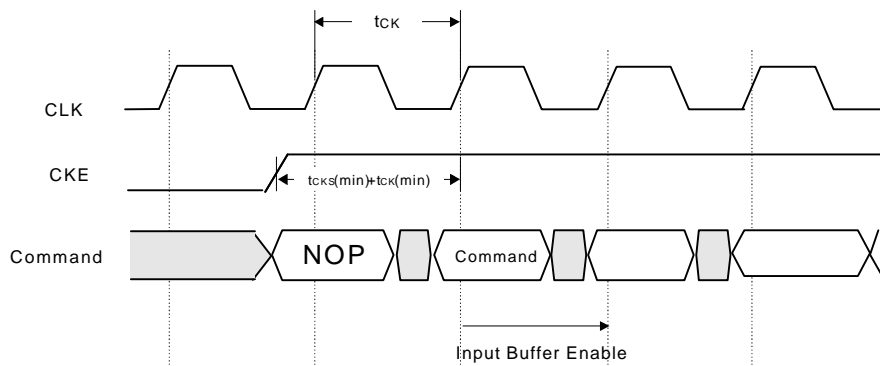 tCK
CLK
CKE
tCKS(min)+tCK(min)
Command
NOP
Command
Input Buffer Enable